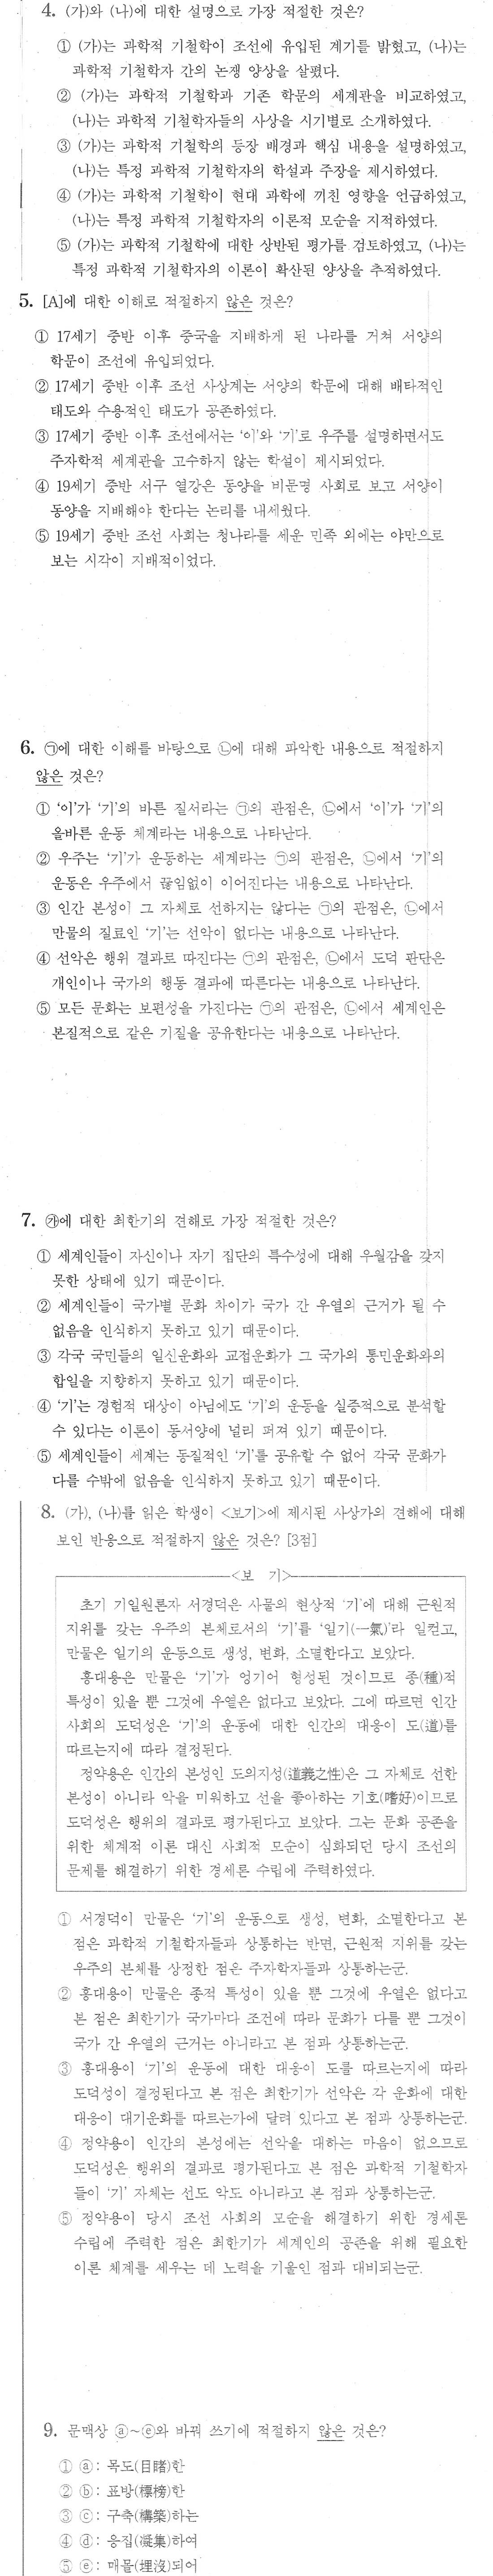 4. (가)와 (나)에 대한 설명으로 가장 적절한 것은?
① (가)는 과학적 기철학이 조선에 유입된 계기를 밝혔고, (나)는
과학적 기철학자 간의 논쟁 양상을 살폈다.
② (가)는 과학적 기철학과 기존 학문의 세계관을 비교하였고,
(나)는 과학적 기철학자들의 사상을 시기별로 소개하였다.
③ (가)는 과학적 기철학의 등장 배경과 핵심 내용을 설명하였고,
(나)는 특정 과학적 기철학자의 학설과 주장을 제시하였다.
④ (가)는 과학적 기철학이 현대 과학에 끼친 영향을 언급하였고,
(나)는 특정 과학적 기철학자의 이론적 모순을 지적하였다.
⑤ (가)는 과학적 기철학에 대한 상반된 평가를 검토하였고, (나)는
특정 과학적 기철학자의 이론이 확산된 양상을 추적하였다.
5. [A]에 대한 이해로 적절하지 않은 것은?
① 17세기 중반 이후 중국을 지배하게 된 나라를 거쳐 서양의
학문이 조선에 유입되었다.
② 17세기 중반 이후 조선 사상계는 서양의 학문에 대해 배타적인
태도와 수용적인 태도가 공존하였다.
③ 17세기 중반 이후 조선에서는 '이'와 '기'로 우주를 설명하면서도
주자학적 세계관을 고수하지 않는 학설이 제시되었다.
④ 19세기 중반 서구 열강은 동양을 비문명 사회로 보고 서양이
동양을 지배해야 한다는 논리를 내세웠다.
⑤ 19세기 중반 조선 사회는 청나라를 세운 민족 외에는 야만으로
보는 시각이 지배적이었다.
6. ㉠에 대한 이해를 바탕으로 ㉡에 대해 파악한 내용으로 적절하지
않은 것은?
① '이'가 '기'의 바른 질서라는 ㉠의 관점은, ㉡에서 '이'가 '기'의
올바른 운동 체계라는 내용으로 나타난다.
② 우주는 '기'가 운동하는 세계라는 ㉠의 관점은, ㉡에서 '기'의
운동은 우주에서 끊임없이 이어진다는 내용으로 나타난다.
③ 인간 본성이 그 자체로 선하지는 않다는 ㉠의 관점은, ㉡에서
만물의 질료인 '기'는 선악이 없다는 내용으로 나타난다.
④ 선악은 행위 결과로 따진다는 ㉠의 관점은, ㉡에서 도덕 판단은
개인이나 국가의 행동 결과에 따른다는 내용으로 나타난다.
⑤ 모든 문화는 보편성을 가진다는 ㉠의 관점은, ㉡에서 세계인은
본질적으로 같은 기질을 공유한다는 내용으로 나타난다.
7. ㉮에 대한 최한기의 견해로 가장 적절한 것은?
① 세계인들이 자신이나 자기 집단의 특수성에 대해 우월감을 갖지
못한 상태에 있기 때문이다.
② 세계인들이 국가별 문화 차이가 국가 간 우열의 근거가 될 수
없음을 인식하지 못하고 있기 때문이다.
③ 각국 국민들의 일신운화와 교접운화가 그 국가의 통민운화와의
합일을 지향하지 못하고 있기 때문이다.
④ '기'는 경험적 대상이 아님에도 '기'의 운동을 실증적으로 분석할
수 있다는 이론이 동서양에 널리 퍼져 있기 때문이다.
⑤ 세계인들이 세계는 동질적인 '기'를 공유할 수 없어 각국 문화가
다를 수밖에 없음을 인식하지 못하고 있기 때문이다.
8. (가), (나)를 읽은 학생이 <보기>에 제시된 사상가의 견해에 대해
보인 반응으로 적절하지 않은 것은? [3점]
<보 기>
초기 기일원론자 서경덕은 사물의 현상적 '기'에 대해 근원적
지위를 갖는 우주의 본체로서의 '기'를 '일기(一氣)'라 일컫고,
만물은 일기의 운동으로 생성, 변화, 소멸한다고 보았다.
홍대용은 만물은 '기'가 엉기어 형성된 것이므로 종(種)적
특성이 있을 뿐 그것에 우열은 없다고 보았다. 그에 따르면 인간
사회의 도덕성은 '기'의 운동에 대한 인간의 대응이 도(道)를
따르는지에 따라 결정된다.
정약용은 인간의 본성인 도의지성(道義之性)은 그 자체로 선한
본성이 아니라 악을 미워하고 선을 좋아하는 기호(嗜好)이므로
도덕성은 행위의 결과로 평가된다고 보았다. 그는 문화 공존을
위한 체계적 이론 대신 사회적 모순이 심화되던 당시 조선의
문제를 해결하기 위한 경세론 수립에 주력하였다.
① 서경덕이 만물은 '기'의 운동으로 생성, 변화, 소멸한다고 본
점은 과학적 기철학자들과 상통하는 반면, 근원적 지위를 갖는
우주의 본체를 상정한 점은 주자학자들과 상통하는군.
② 홍대용이 만물은 종적 특성이 있을 뿐 그것에 우열은 없다고
본 점은 최한기가 국가마다 조건에 따라 문화가 다를 뿐 그것이
국가 간 우열의 근거는 아니라고 본 점과 상통하는군.
③ 홍대용이 '기'의 운동에 대한 대응이 도를 따르는지에 따라
도덕성이 결정된다고 본 점은 최한기가 선악은 각 운화에 대한
대응이 대기운화를 따르는가에 달려 있다고 본 점과 상통하는군.
④ 정약용이 인간의 본성에는 선악을 대하는 마음이 없으므로
도덕성은 행위의 결과로 평가된다고 본 점은 과학적 기철학자
들이 '기' 자체는 선도 악도 아니라고 본 점과 상통하는군.
⑤ 정약용이 당시 조선 사회의 모순을 해결하기 위한 경세론
수립에 주력한 점은 최한기가 세계인의 공존을 위해 필요한
이론 체계를 세우는 데 노력을 기울인 점과 대비되는군.
9. 문맥상 ⓐ~ⓔ와 바꿔 쓰기에 적절하지 않은 것은?
① ⓐ: 목도(目睹)한
② ⓑ: 표방(標榜)한
③ ⓒ: 구축(構築)하는
④ ⓓ: 응집(凝集)하여
⑤ ⓔ: 매몰(埋沒)되어